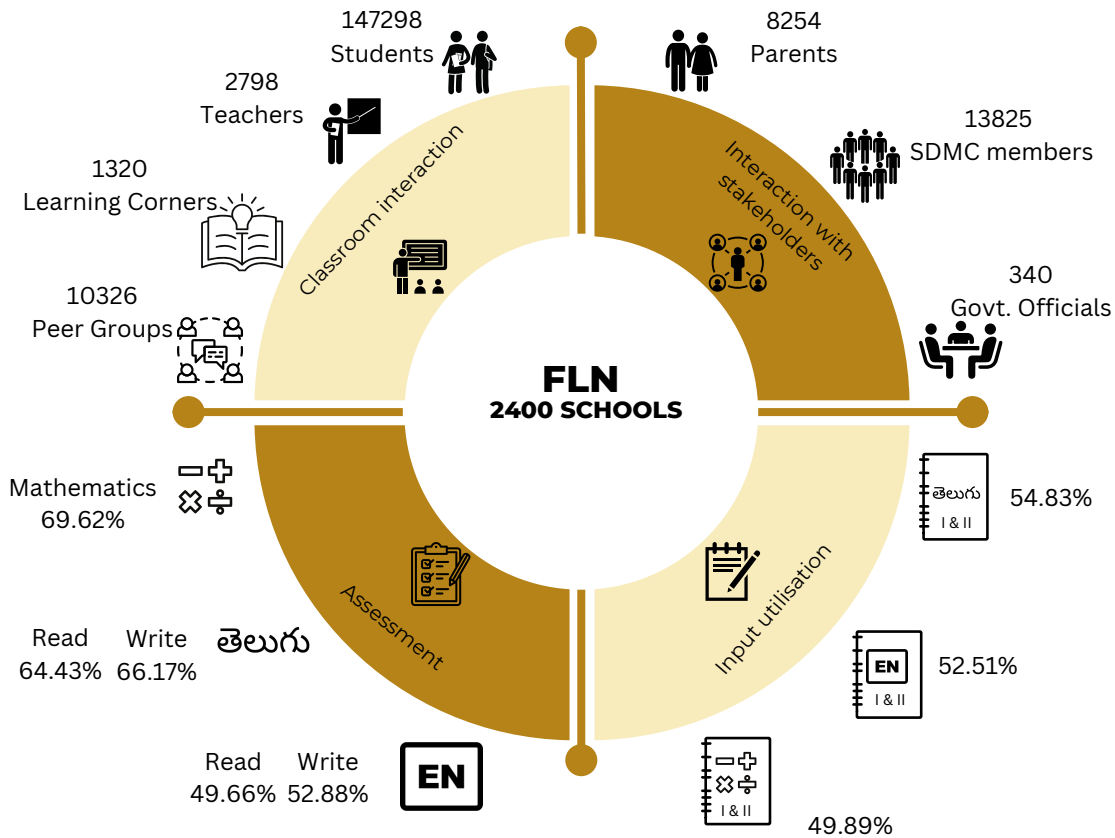 147298
Students
2798
Teachers
1320
Learning Corners
10326
Peer Groups
Classroom interaction
8254
Parents
13825
SDMC members
340
Govt. Officials
Interaction with
stakeholders
FLN
2400 SCHOOLS
Mathematics
69.62%
Read Write తెలుగు
64.43% 66.17%
Read Write
49.66% 52.88%
EN
Assessment
తెలుగు
I & II
54.83%
EN
I & II
52.51%
I & II
49.89%
Input utilisation